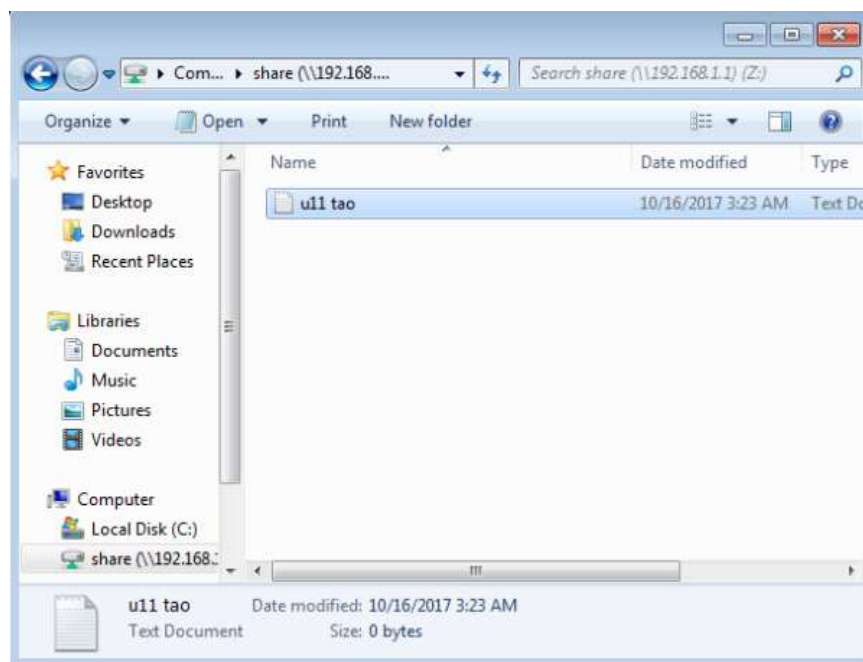 Com... share (\\192.168.... Search share (\\192.168.1.1) (Z:)
Organize Open Print New folder
Name Date modified Type
u11 tao 10/16/2017 3:23 AM Text Do
Favorites
Desktop
Downloads
Recent Places
Libraries
Documents
Music
Pictures
Videos
Computer
Local Disk (C:)
share (\\192.168.
u11 tao Date modified: 10/16/2017 3:23 AM
Text Document Size: 0 bytes